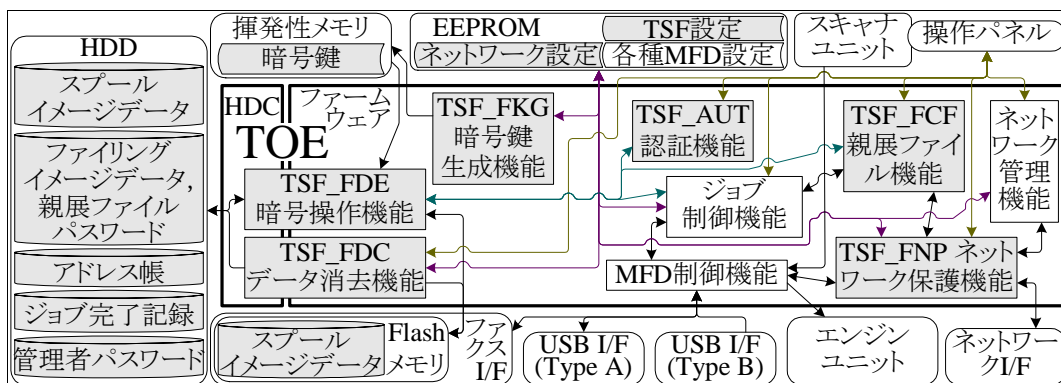 HDD
スプール
イメージデータ
ファイリング
イメージデータ,
親展ファイル
パスワード
アドレス帳
ジョブ完了記録
管理者パスワード
揮発性メモリ
暗号鍵
EEPROM
TSF設定
ネットワーク設定
各種MFD設定
スキャナ
ユニット
操作パネル
HDC
TOE
ファーム
ウェア
TSF_FKG
暗号鍵
生成機能
TSF_AUT
認証機能
TSF_FCF
親展ファイ
ル機能
ネット
ワーク
管理
機能
TSF_FDE
暗号操作機能
ジョブ
制御機能
TSF_FDC
データ消去機能
MFD制御機能
TSF_FNP ネット
ワーク保護機能
スプール
イメージデータ
Flash
メモリ
ファ
クス
I/F
USB I/F
(Type A)
USB I/F
(Type B)
エンジン
ユニット
ネットワー
クI/F